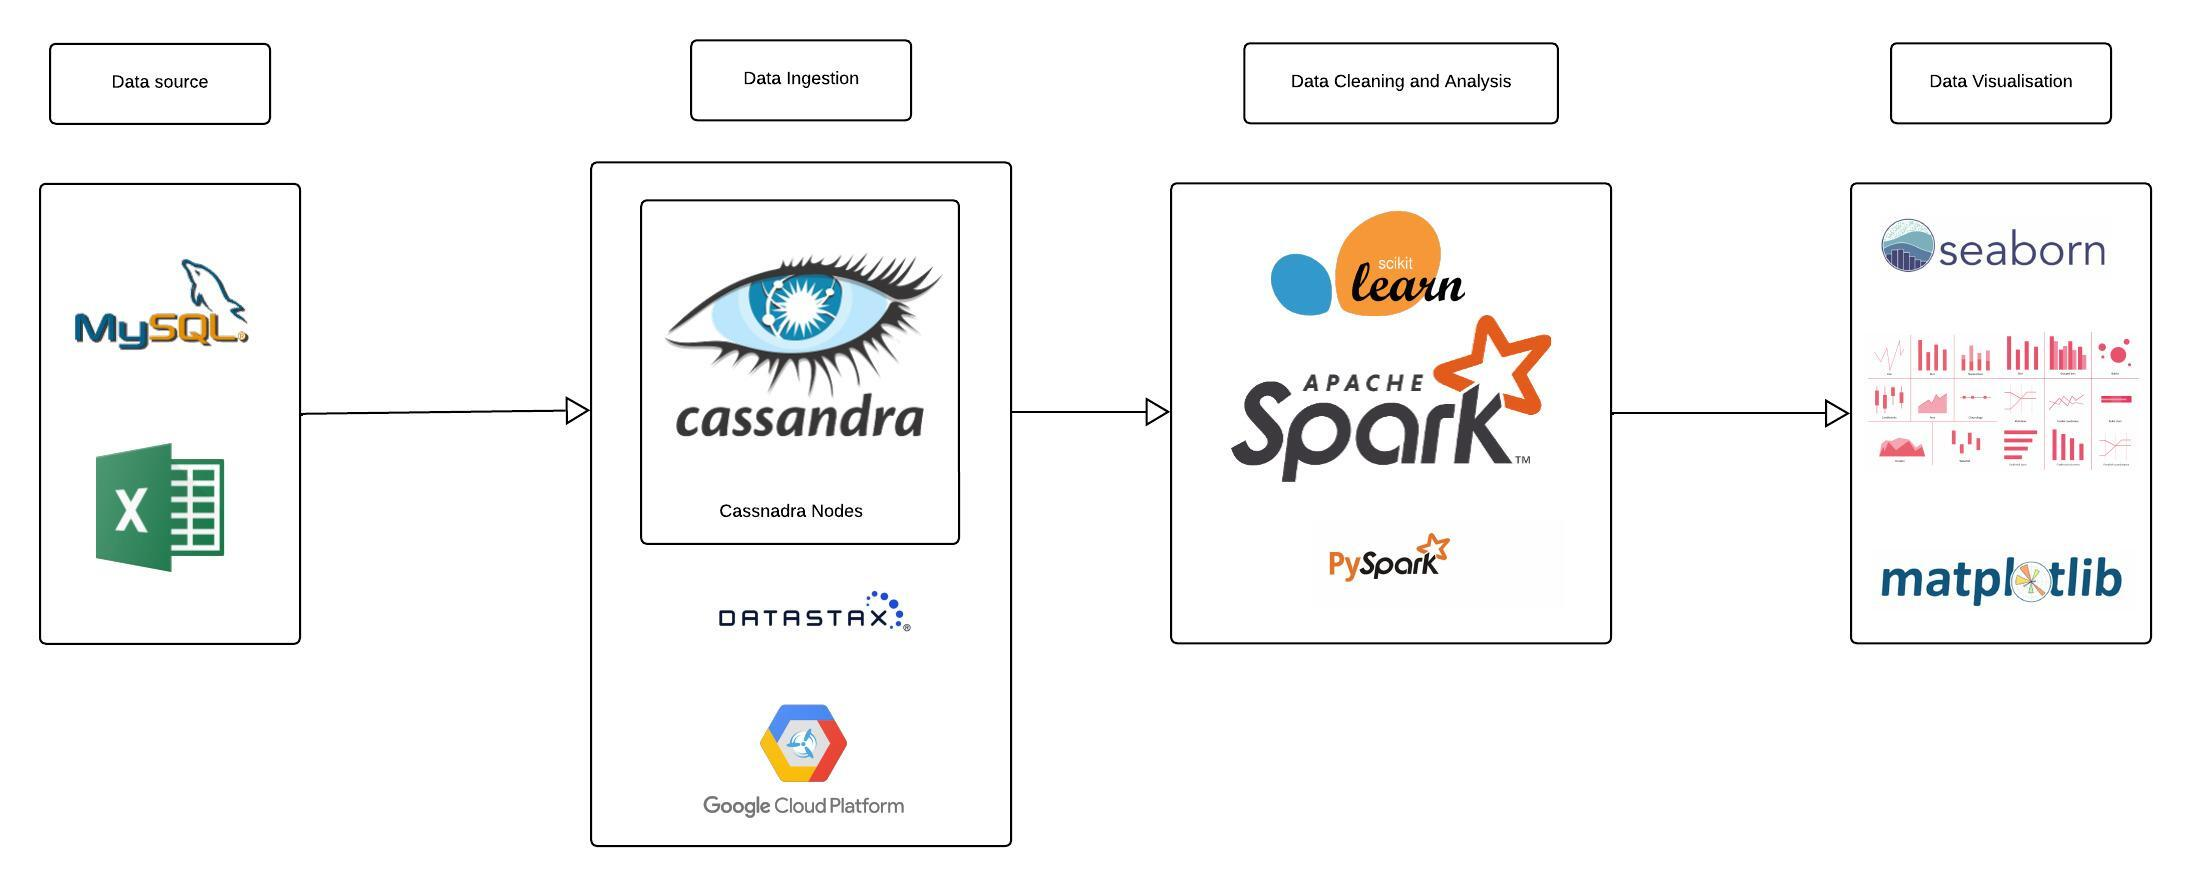 Data source
Data Ingestion
Data Cleaning and Analysis
Data Visualisation
MySQL®
X
cassandra
Cassnadra Nodes
DATASTAX®
Google Cloud Platform
scikit
learn
APACHE
Spark™
PySpark
seaborn
matplotlib